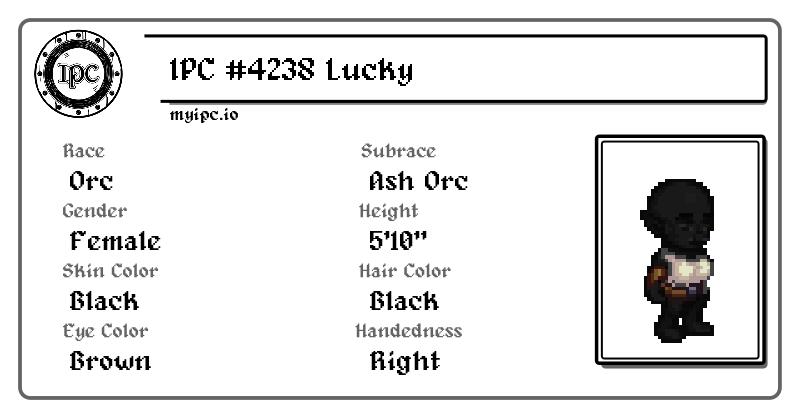 IPC
IPC #4238 Lucky
myipc.io
Race
Orc
Subrace
Ash Orc
Gender
Female
Height
5'10"
Skin Color
Black
Hair Color
Black
Eye Color
Brown
Handedness
Right